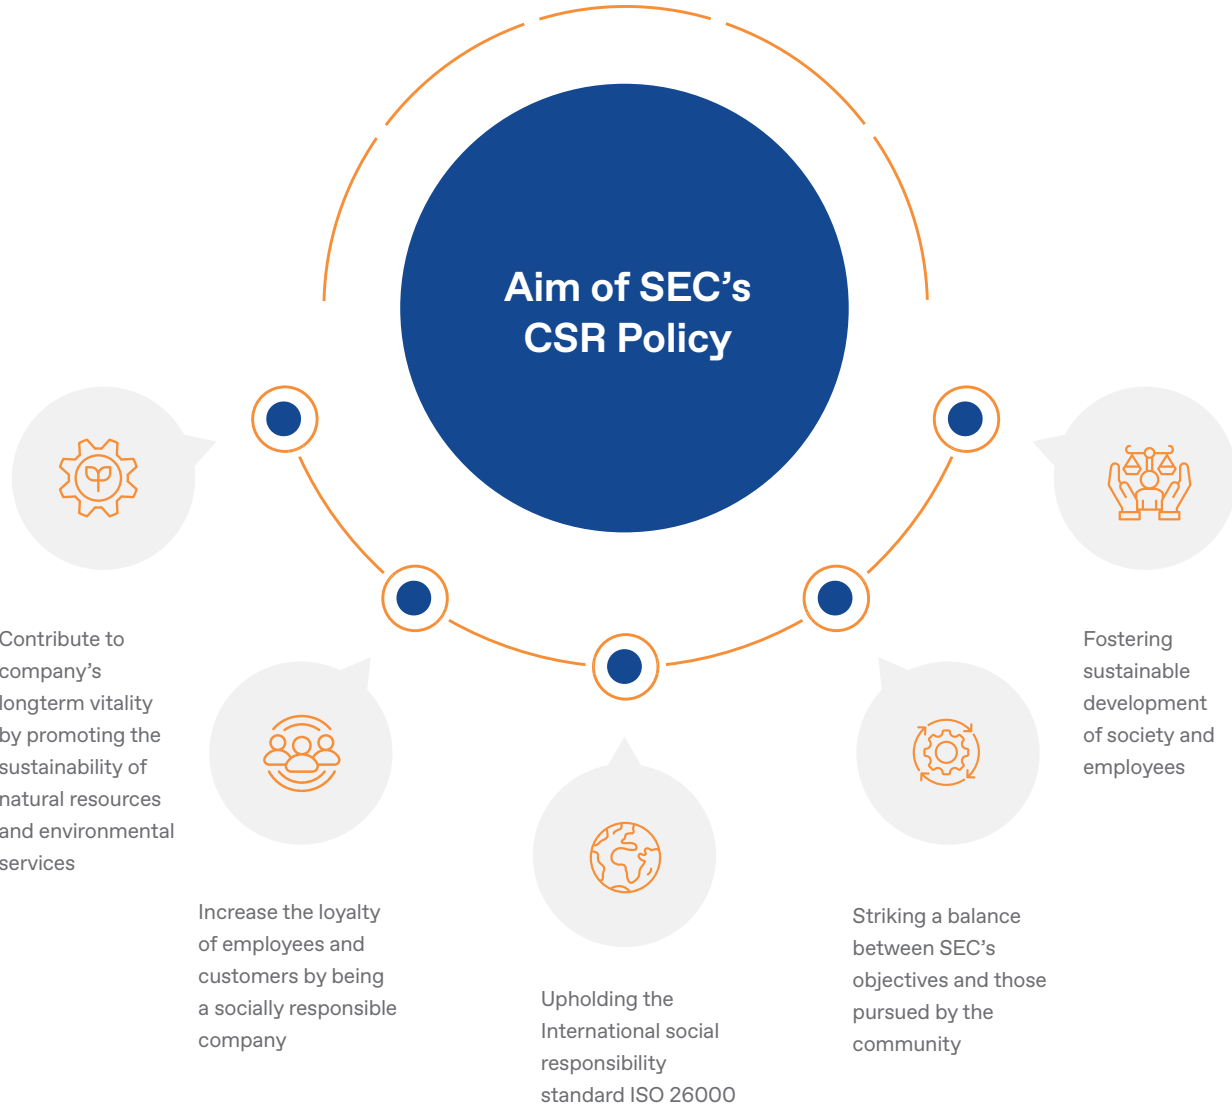 Aim of SEC’s
CSR Policy
Contribute to
company’s
longterm vitality
by promoting the
sustainability of
natural resources
and environmental
services
Increase the loyalty
of employees and
customers by being
a socially responsible
company
Upholding the
International social
responsibility
standard ISO 26000
Striking a balance
between SEC’s
objectives and those
pursued by the
community
Fostering
sustainable
development
of society and
employees